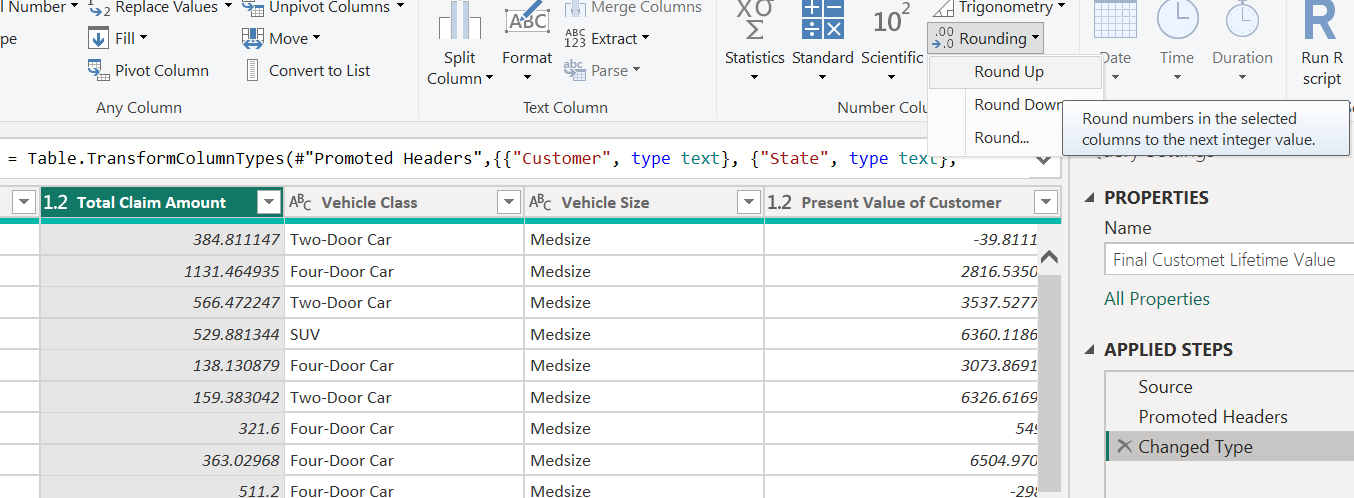 Number Replace Values Unpivot Columns Merge Columns Trigonometry
Fill Move Split Column Format Extract Statistics Standard Scientific Rounding Date Time Duration Run R script
Pivot Column Convert to List Parse Round Up
Any Column Text Column Number Round Down
Round...
Round numbers in the selected
columns to the next integer value.
= Table.TransformColumnTypes(#"Promoted Headers",{{"Customer", type text}, {"State", type text},
1.2 Total Claim Amount ABC Vehicle Class ABC Vehicle Size 1.2 Present Value of Customer
384.811147 Two-Door Car Medsize -39.8111
1131.464935 Four-Door Car Medsize 2816.5350
566.472247 Two-Door Car Medsize 3537.5277
529.881344 SUV Medsize 6360.1186
138.130879 Four-Door Car Medsize 3073.8691
159.383042 Two-Door Car Medsize 6326.6169
321.6 Four-Door Car Medsize 549
363.02968 Four-Door Car Medsize 6504.970
511.2 Four-Door Car Medsize -298
PROPERTIES
Name
Final Customet Lifetime Value
All Properties
APPLIED STEPS
Source
Promoted Headers
Changed Type